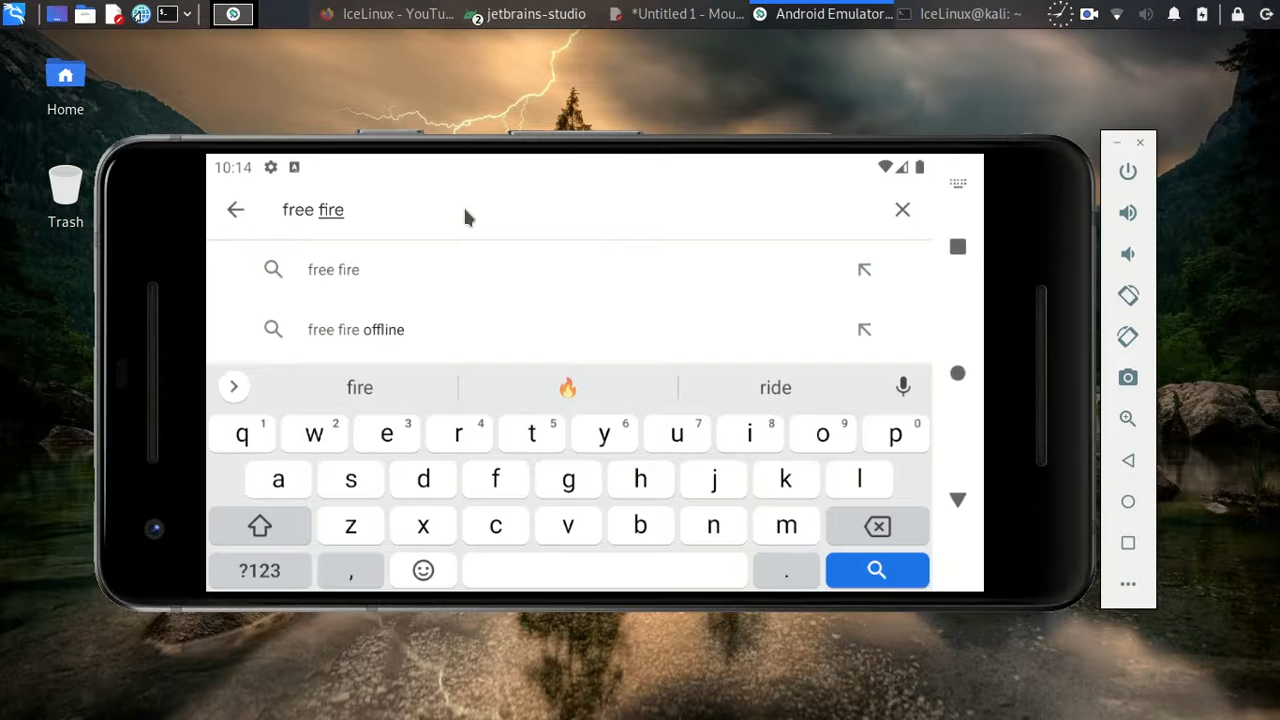 IceLinux - YouTu...
2
jetbrains-studio
*Untitled 1 - Mou...
Android Emulator...
IceLinux@kali: ~
Home
Trash
10:14
A
free fire
free fire
free fire offline
fire
🔥
ride
q 1 w 2 e 3 r 4 t 5 y 6 u 7 i 8 o 9 p 0
a s d f g h j k l
z x c v b n m
?123 , .